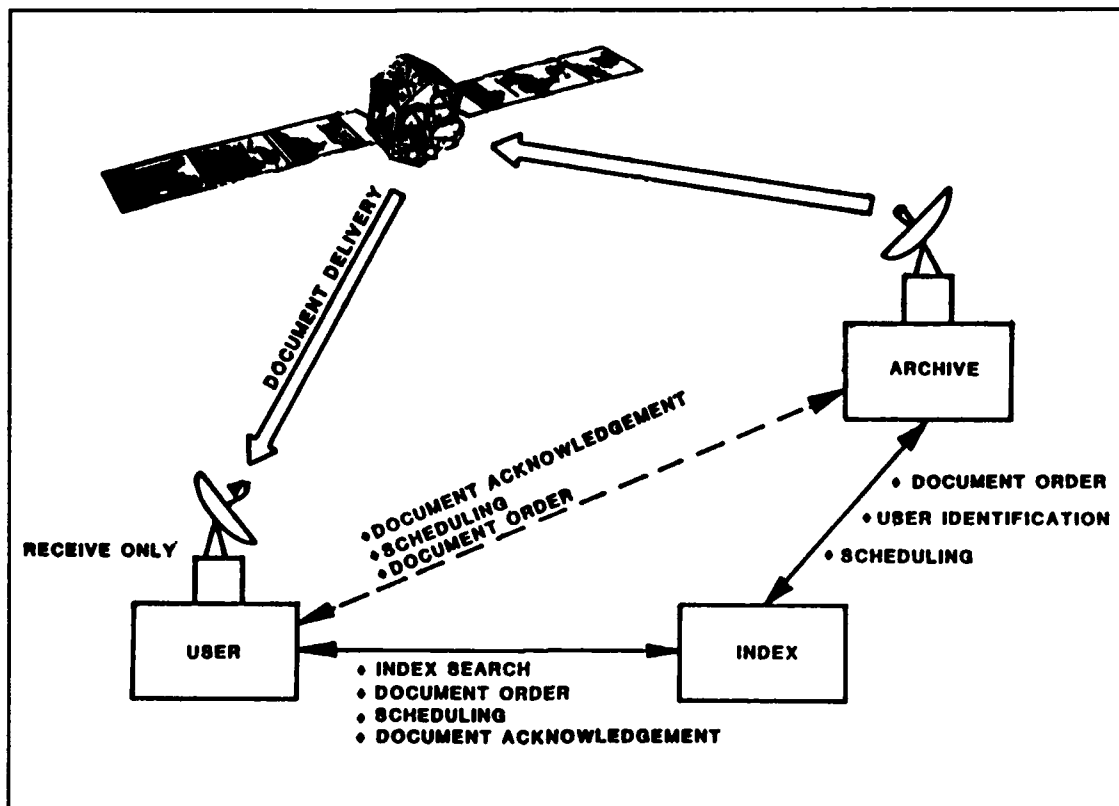 DOCUMENT DELIVERY
ARCHIVE
♦ DOCUMENT ACKNOWLEDGEMENT
♦ SCHEDULING
♦ DOCUMENT ORDER
♦ DOCUMENT ORDER
♦ USER IDENTIFICATION
♦ SCHEDULING
RECEIVE ONLY
USER
INDEX
♦ INDEX SEARCH
♦ DOCUMENT ORDER
♦ SCHEDULING
♦ DOCUMENT ACKNOWLEDGEMENT